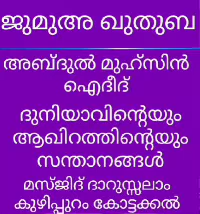 ജുമുഅ ഖുതുബ
അബ്ദുൽ മുഹ്സിൻ
ഐദീദ്
ദുനിയാവിന്റെയും
ആഖിറത്തിന്റെയും
സന്താനങ്ങൾ
മസ്ജിദ് ദാറുസ്സലാം
കുഴിപ്പുറം കോട്ടക്കൽ